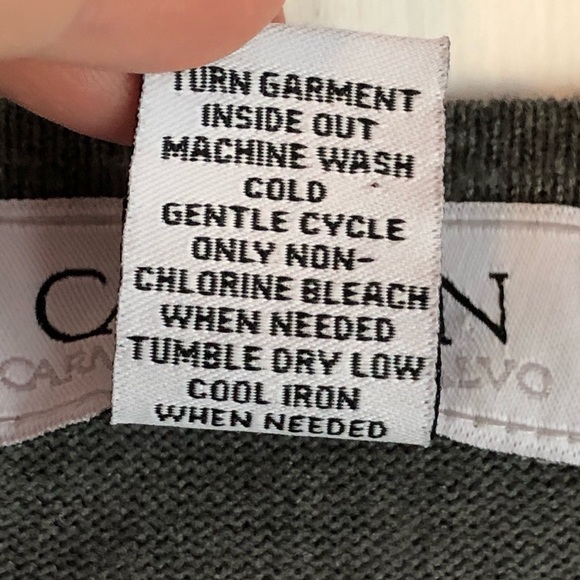 TURN GARMENT
INSIDE OUT
MACHINE WASH
COLD
GENTLE CYCLE
ONLY NON-
CHLORINE BLEACH
WHEN NEEDED
TUMBLE DRY LOW
COOL IRON
WHEN NEEDED